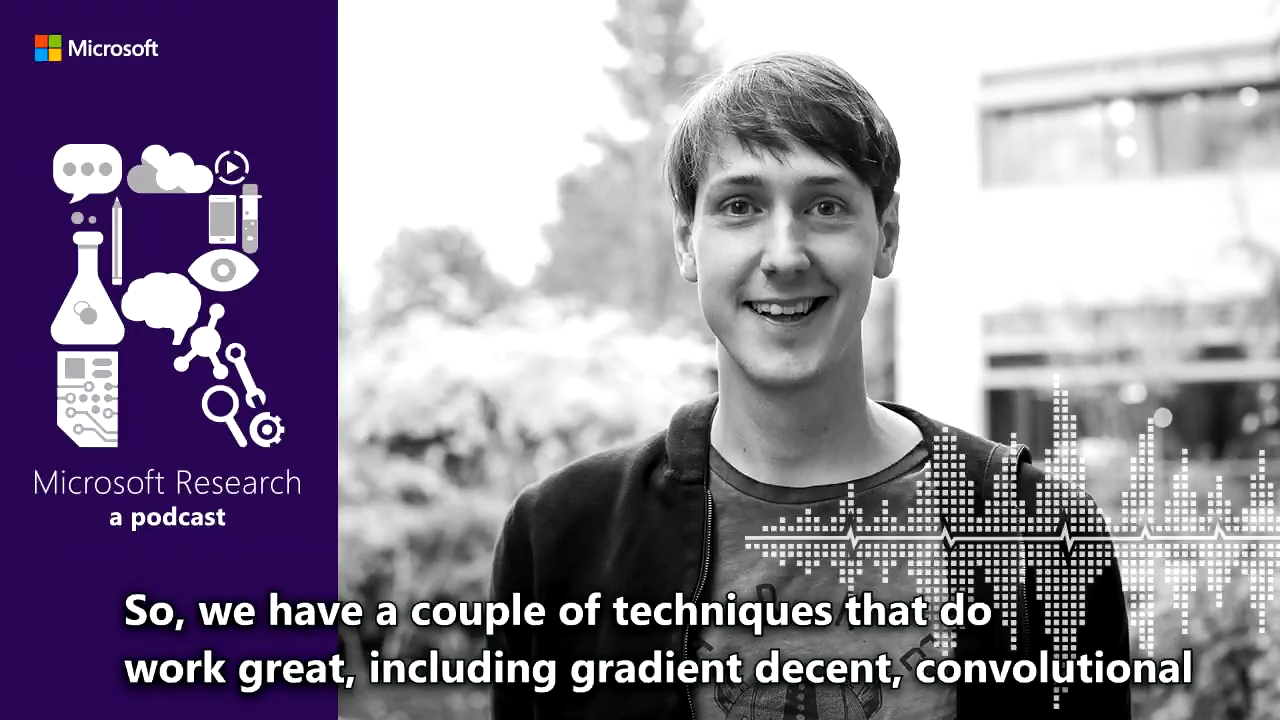 Microsoft
Microsoft Research
a podcast
So, we have a couple of techniques that do
work great, including gradient decent, convolutional